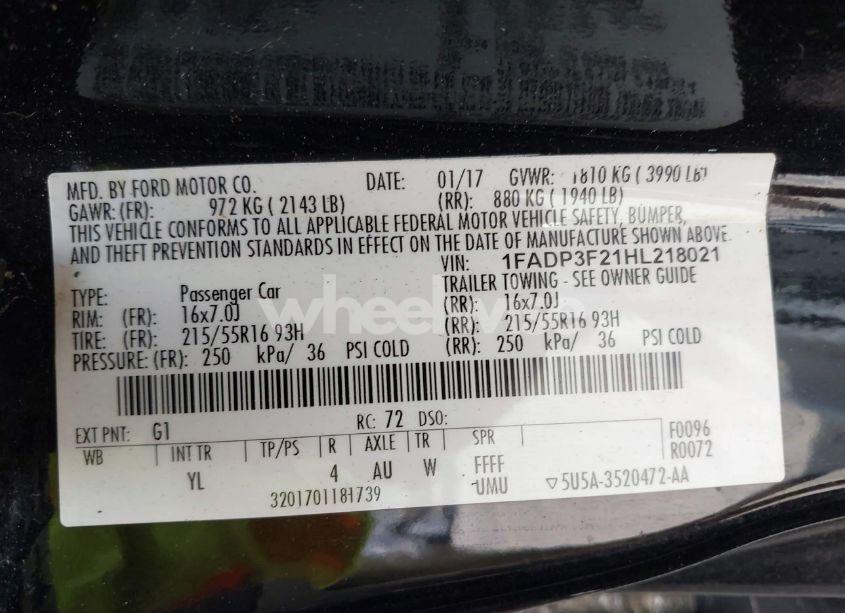 MFD. BY FORD MOTOR CO. DATE: 01/17 GVWR: 1810 KG ( 3990 LB)
GAWR: (FR): 972 KG ( 2143 LB) (RR): 880 KG ( 1940 LB)
THIS VEHICLE CONFORMS TO ALL APPLICABLE FEDERAL MOTOR VEHICLE SAFETY, BUMPER,
AND THEFT PREVENTION STANDARDS IN EFFECT ON THE DATE OF MANUFACTURE SHOWN ABOVE.
VIN: 1FADP3F21HL218021
TYPE: Passenger Car TRAILER TOWING - SEE OWNER GUIDE
RIM: (FR): 16x7.0J (RR): 16x7.0J
TIRE: (FR): 215/55R16 93H (RR): 215/55R16 93H
PRESSURE: (FR): 250 kPa/ 36 PSI COLD (RR): 250 kPa/ 36 PSI COLD
EXT PNT: G1 RC: 72 DSO: F0096
WB INT TR TP/PS R AXLE TR SPR R0072
YL 4 AU W FFFF
3201701181739 UMU ▽5U5A-3520472-AA